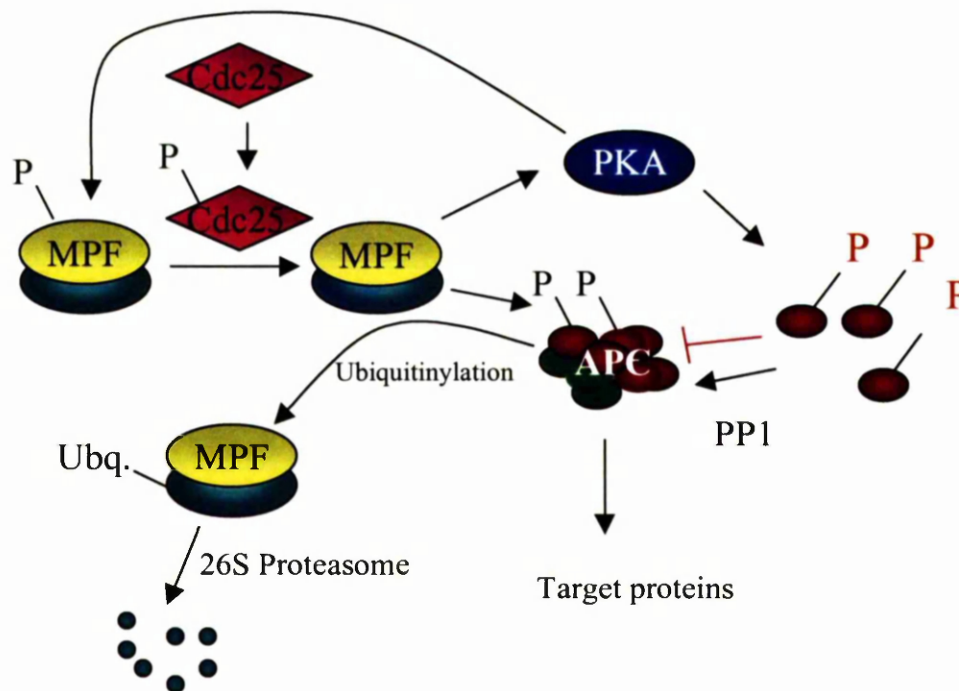 Cdc25
P
P
Cdc25
PKA
MPF
MPF
P
P
P
P
P
APC
Ubiquitinylation
PP1
Ubq.
MPF
26S Proteasome
Target proteins